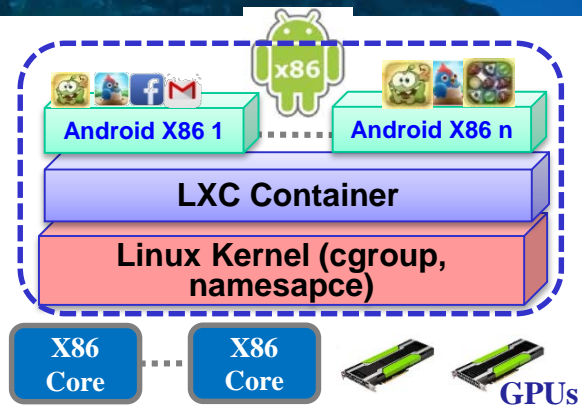 x86
Android X86 1
Android X86 n
LXC Container
Linux Kernel (cgroup,
namesapce)
X86
Core
X86
Core
GPUs